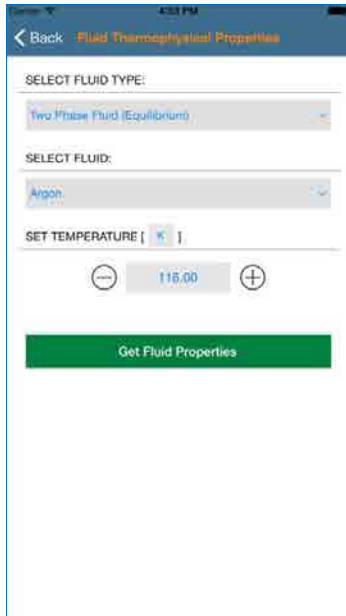 Carrier 4:53 PM
Back Fluid Thermophysical Properties
SELECT FLUID TYPE:
Two Phase Fluid (Equilibrium)
SELECT FLUID:
Argon
SET TEMPERATURE [ K ]
116.00
Get Fluid Properties